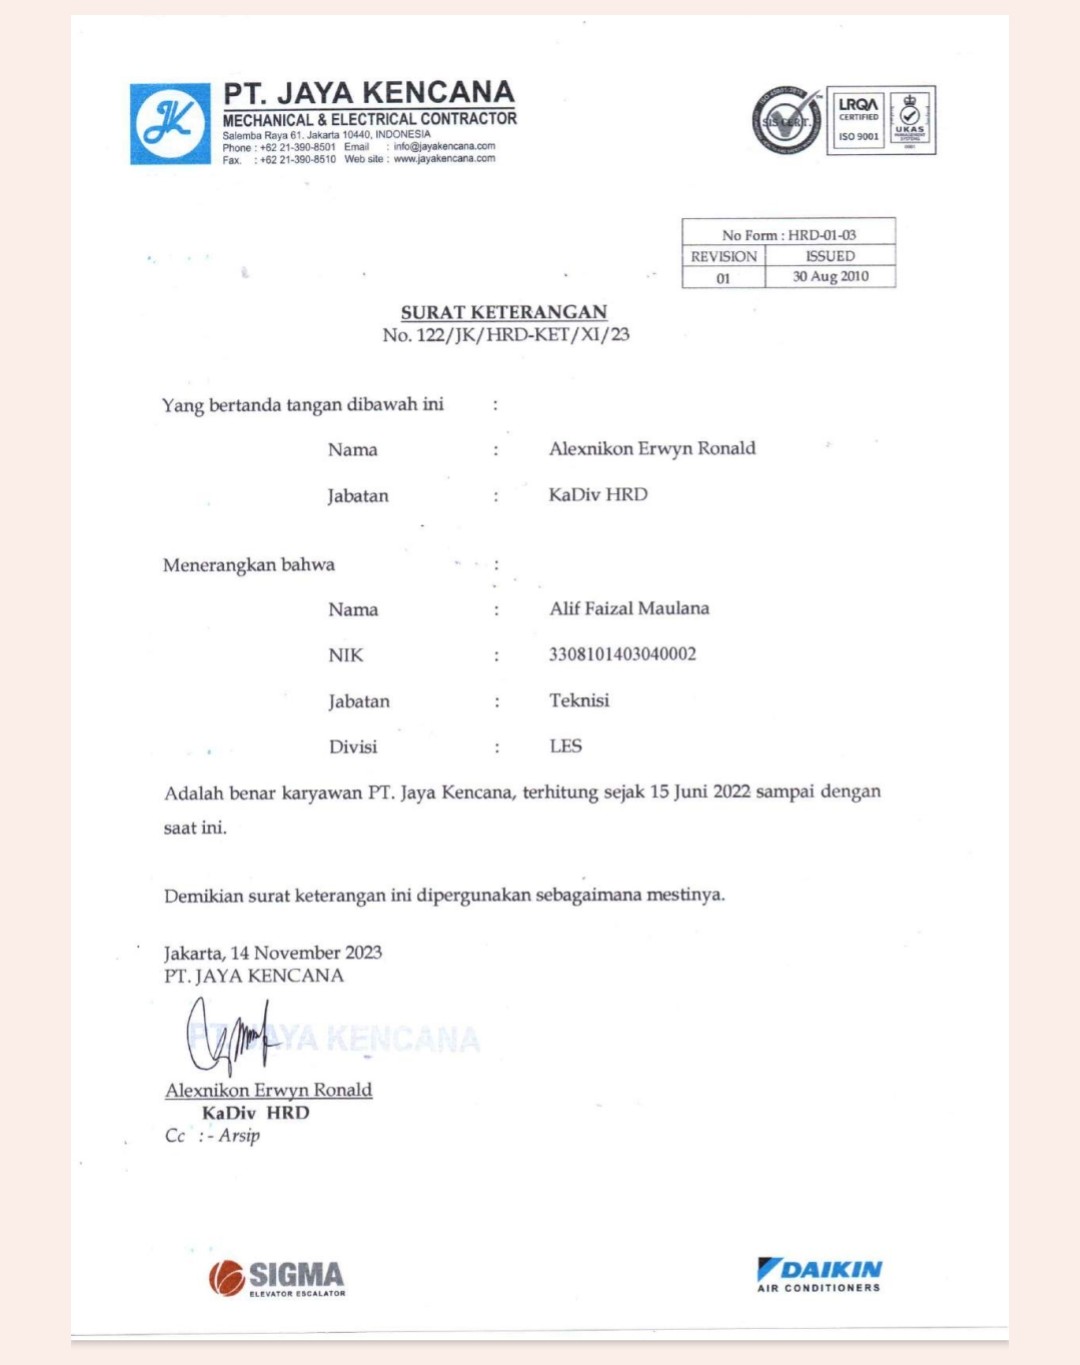 JK
PT. JAYA KENCANA
MECHANICAL & ELECTRICAL CONTRACTOR
Salemba Raya 61. Jakarta 10440, INDONESIA
Phone : +62 21-390-8501 Email : info@jayakencana.com
Fax. : +62 21-390-8510 Web site : www.jayakencana.com
SIS CERT.
LRQA
CERTIFIED
ISO 9001
UKAS
MANAGEMENT
SYSTEMS
No Form : HRD-01-03
REVISION ISSUED
01 30 Aug 2010
SURAT KETERANGAN
No. 122/JK/HRD-KET/XI/23
Yang bertanda tangan dibawah ini :
Nama : Alexnikon Erwyn Ronald
Jabatan : KaDiv HRD
Menerangkan bahwa :
Nama : Alif Faizal Maulana
NIK : 3308101403040002
Jabatan : Teknisi
Divisi : LES
Adalah benar karyawan PT. Jaya Kencana, terhitung sejak 15 Juni 2022 sampai dengan
saat ini.
Demikian surat keterangan ini dipergunakan sebagaimana mestinya.
Jakarta, 14 November 2023
PT. JAYA KENCANA
PT. JAYA KENCANA
Alexnikon Erwyn Ronald
KaDiv HRD
Cc : - Arsip
SIGMA
ELEVATOR ESCALATOR
DAIKIN
AIR CONDITIONERS